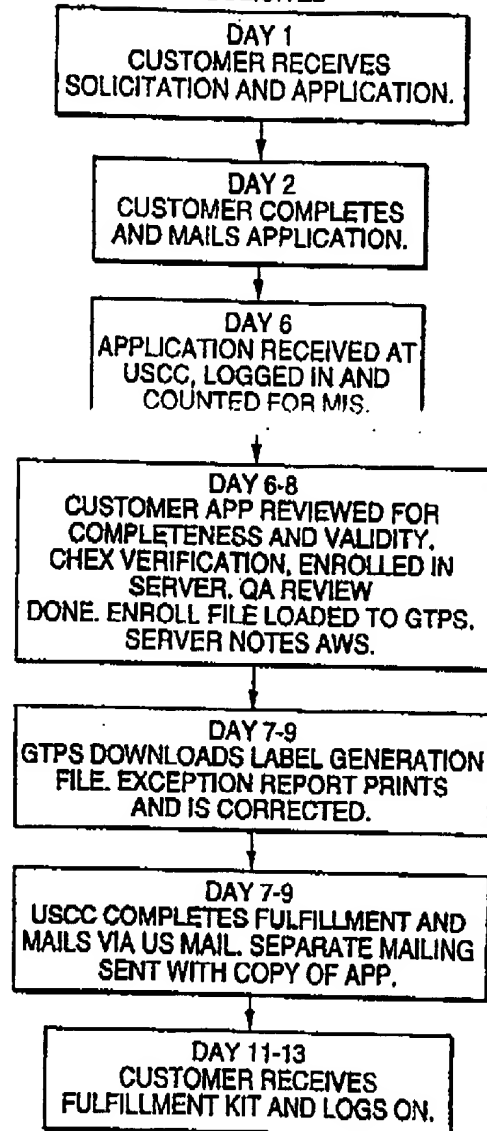 DAY 1
CUSTOMER RECEIVES
SOLICITATION AND APPLICATION.
DAY 2
CUSTOMER COMPLETES
AND MAILS APPLICATION.
DAY 6
APPLICATION RECEIVED AT
USCC, LOGGED IN AND
COUNTED FOR MIS.
DAY 6-8
CUSTOMER APP REVIEWED FOR
COMPLETENESS AND VALIDITY.
CHEX VERIFICATION, ENROLLED IN
SERVER. QA REVIEW
DONE. ENROLL FILE LOADED TO GTPS.
SERVER NOTES AWS.
DAY 7-9
GTPS DOWNLOADS LABEL GENERATION
FILE. EXCEPTION REPORT PRINTS
AND IS CORRECTED.
DAY 7-9
USCC COMPLETES FULFILLMENT AND
MAILS VIA US MAIL. SEPARATE MAILING
SENT WITH COPY OF APP.
DAY 11-13
CUSTOMER RECEIVES
FULFILLMENT KIT AND LOGS ON.